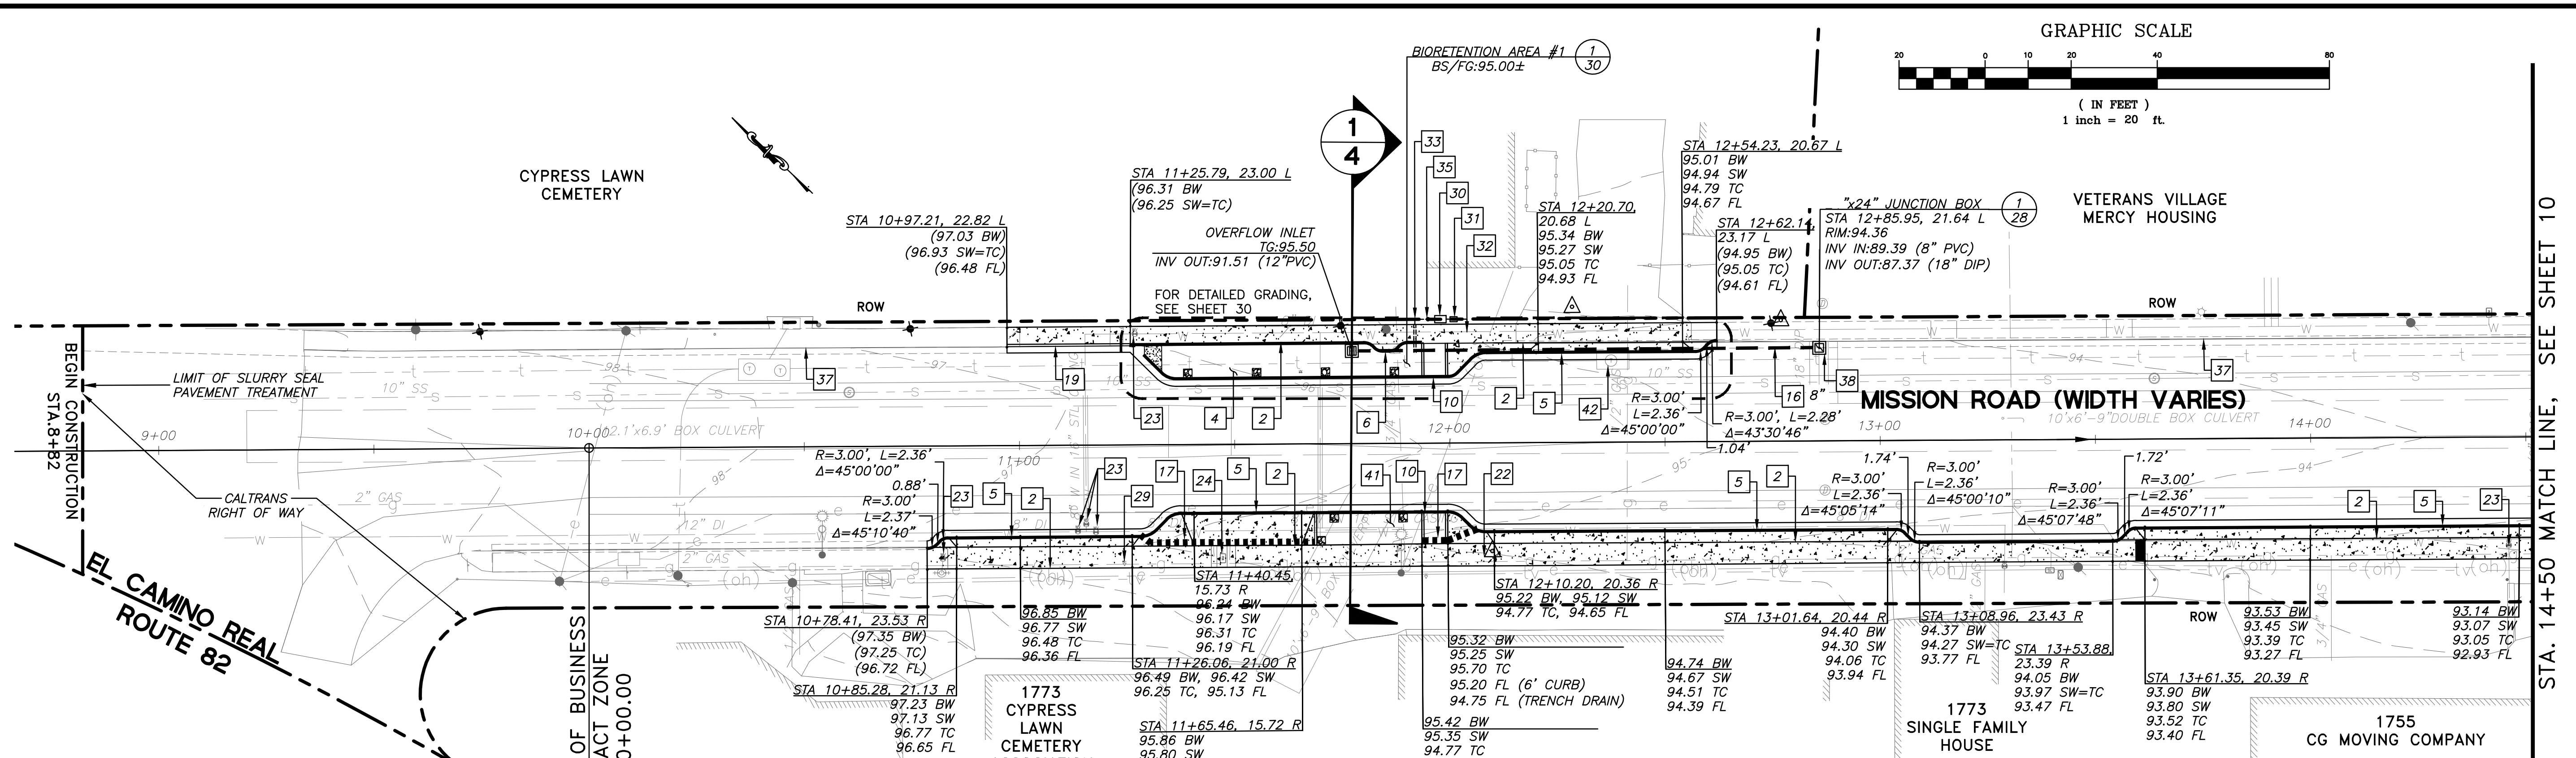 GRAPHIC SCALE
20 0 10 20 40 80
( IN FEET )
1 inch = 20 ft.
BIORETENTION AREA #1
BS/FG:95.00±
1
30
1
4
CYPRESS LAWN
CEMETERY
STA 10+97.21, 22.82 L
(97.03 BW)
(96.93 SW=TC)
(96.48 FL)
STA 11+25.79, 23.00 L
(96.31 BW
(96.25 SW=TC)
OVERFLOW INLET
TG:95.50
INV OUT:91.51 (12"PVC)
FOR DETAILED GRADING,
SEE SHEET 30
33
35
30
31
32
STA 12+20.70,
20.68 L
95.34 BW
95.27 SW
95.05 TC
94.93 FL
STA 12+54.23, 20.67 L
95.01 BW
94.94 SW
94.79 TC
94.67 FL
STA 12+62.14,
23.17 L
(94.95 BW)
(95.05 TC)
(94.61 FL)
"x24" JUNCTION BOX
1
28
STA 12+85.95, 21.64 L
RIM:94.36
INV IN:89.39 (8" PVC)
INV OUT:87.37 (18" DIP)
VETERANS VILLAGE
MERCY HOUSING
STA. 14+50 MATCH LINE, SEE SHEET 10
ROW
ROW
BEGIN CONSTRUCTION
STA.8+82
LIMIT OF SLURRY SEAL
PAVEMENT TREATMENT
37
19
23
4
2
6
10
2
5
42
16
8"
38
37
10" SS
10" SS
10" SS
98
97
94
R=3.00'
L=2.36'
Δ=45°00'00"
R=3.00', L=2.28'
Δ=43°30'46"
1.04'
MISSION ROAD (WIDTH VARIES)
10'x6'-9"DOUBLE BOX CULVERT
9+00
10+00
2.1'x6.9' BOX CULVERT
11+00
12+00
13+00
14+00
CALTRANS
RIGHT OF WAY
2" GAS
12" DI
2" GAS
8" DI
R=3.00', L=2.36'
Δ=45°00'00"
0.88'
R=3.00'
L=2.37'
Δ=45°10'40"
23
5
2
23
29
17
24
5
2
41
10
17
22
5
2
1.74'
R=3.00'
L=2.36'
Δ=45°05'14"
R=3.00'
L=2.36'
Δ=45°00'10"
R=3.00'
L=2.36'
Δ=45°07'48"
1.72'
R=3.00'
L=2.36'
Δ=45°07'11"
2
5
23
EL CAMINO REAL
ROUTE 82
OF BUSINESS
ACT ZONE
0+00.00
STA 10+78.41, 23.53 R
(97.35 BW)
(97.25 TC)
(96.72 FL)
STA 10+85.28, 21.13 R
97.23 BW
97.13 SW
96.77 TC
96.65 FL
96.85 BW
96.77 SW
96.48 TC
96.36 FL
1773
CYPRESS
LAWN
CEMETERY
STA 11+40.45,
15.73 R
96.24 BW
96.17 SW
96.31 TC
96.19 FL
STA 11+26.06, 21.00 R
96.49 BW, 96.42 SW
96.25 TC, 95.13 FL
STA 11+65.46, 15.72 R
95.86 BW
95.80 SW
STA 12+10.20, 20.36 R
95.22 BW, 95.12 SW
94.77 TC, 94.65 FL
95.32 BW
95.25 SW
95.70 TC
95.20 FL (6' CURB)
94.75 FL (TRENCH DRAIN)
95.42 BW
95.35 SW
94.77 TC
94.74 BW
94.67 SW
94.51 TC
94.39 FL
STA 13+01.64, 20.44 R
94.40 BW
94.30 SW
94.06 TC
93.94 FL
STA 13+08.96, 23.43 R
94.37 BW
94.27 SW=TC
93.77 FL
STA 13+53.88,
23.39 R
94.05 BW
93.97 SW=TC
93.47 FL
1773
SINGLE FAMILY
HOUSE
STA 13+61.35, 20.39 R
93.90 BW
93.80 SW
93.52 TC
93.40 FL
ROW
93.53 BW
93.45 SW
93.39 TC
93.27 FL
3/4" GAS
93.14 BW
93.07 SW
93.05 TC
92.93 FL
1755
CG MOVING COMPANY